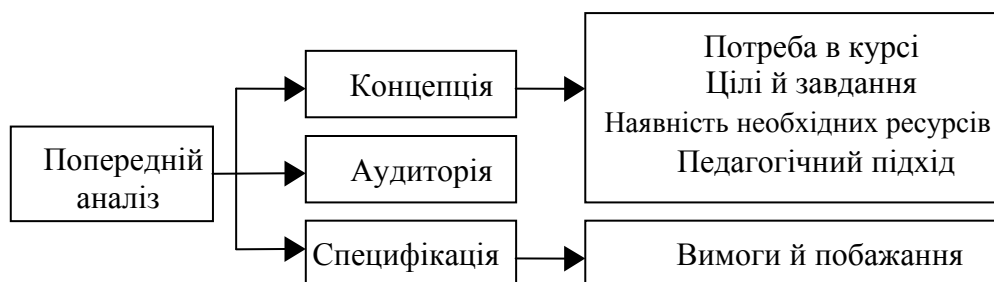 Попередній
аналіз
Концепція
Аудиторія
Специфікація
Потреба в курсі
Цілі й завдання
Наявність необхідних ресурсів
Педагогічний підхід
Вимоги й побажання